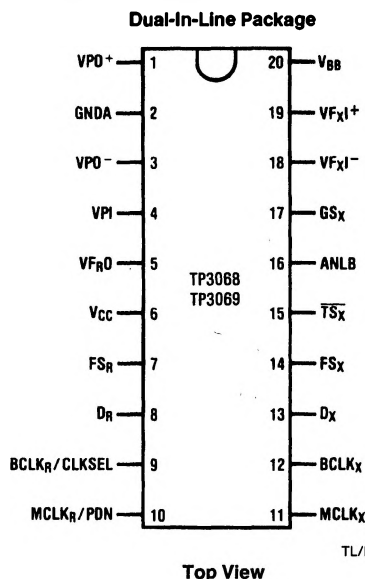 Dual-In-Line Package
VPO+ 1 20 VBB
GNDA 2 19 VFXI+
VPO− 3 18 VFXI−
VPI 4 17 GSX
VFRO 5 16 ANLB
TP3068
TP3069
VCC 6 15 TSX
FSR 7 14 FSX
DR 8 13 DX
BCLKR/CLKSEL 9 12 BCLKX
MCLKR/PDN 10 11 MCLKX
TL/
Top View